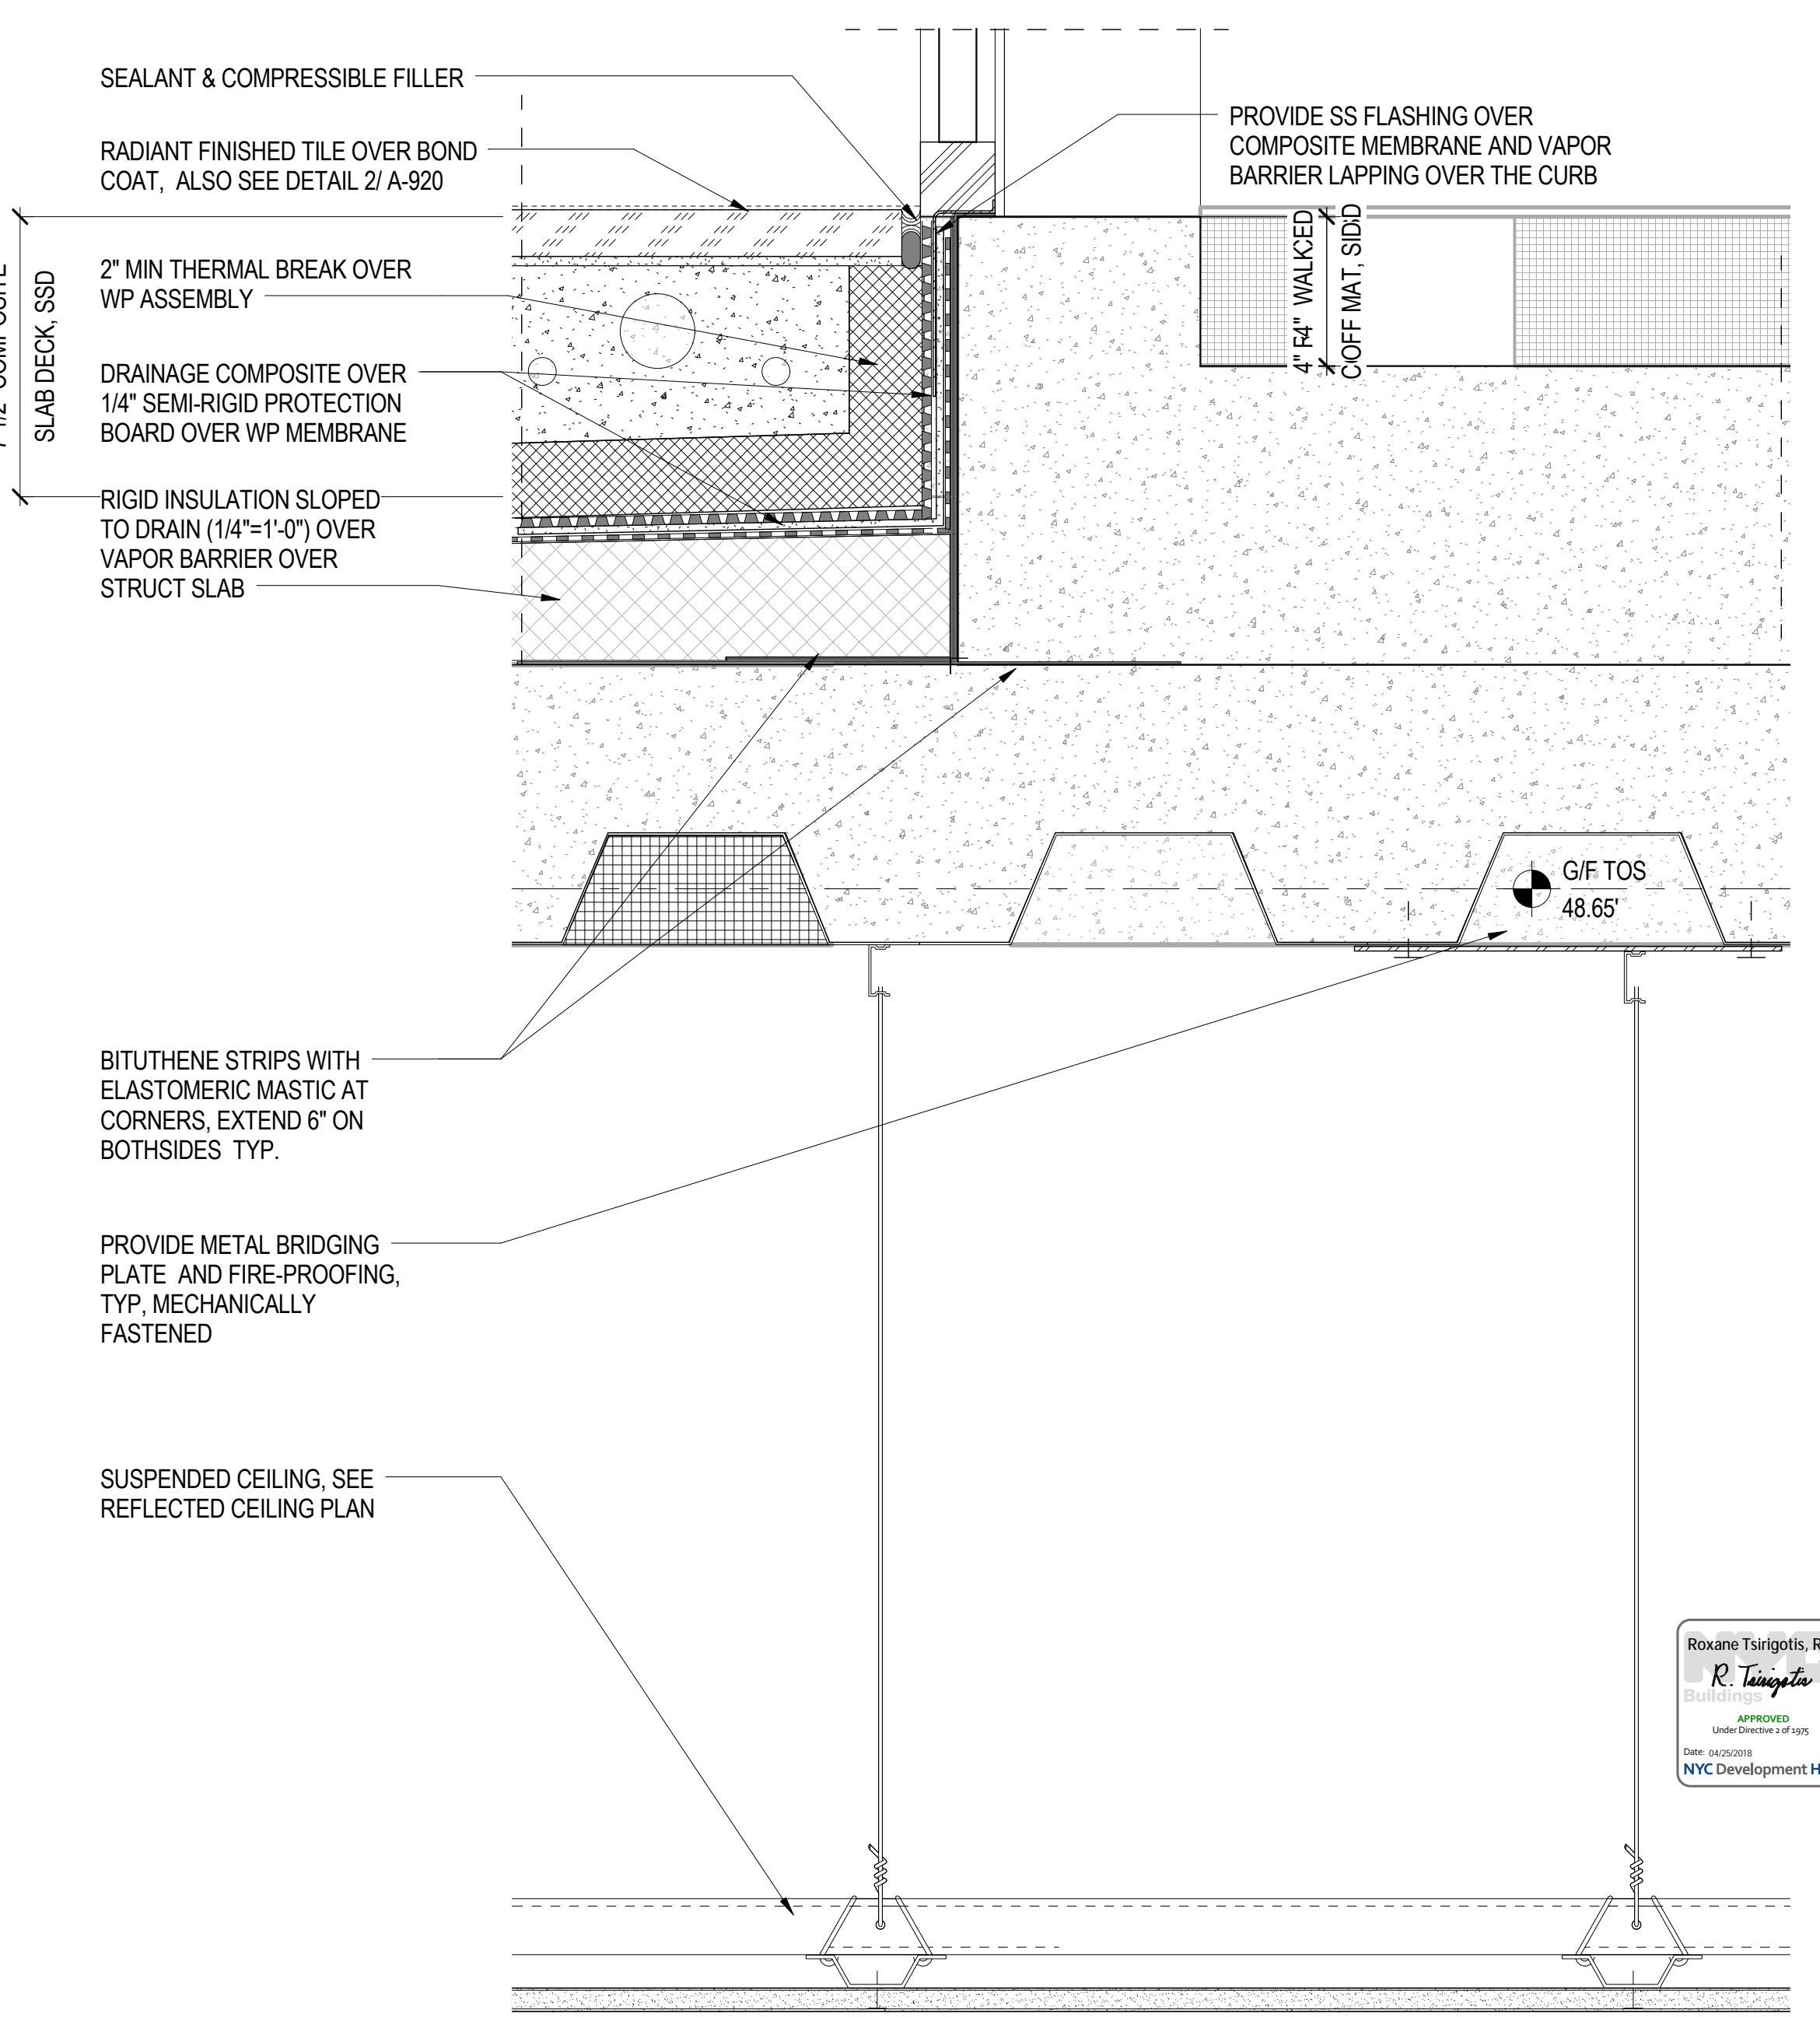 SEALANT & COMPRESSIBLE FILLER
RADIANT FINISHED TILE OVER BOND
COAT, ALSO SEE DETAIL 2/ A-920
2" MIN THERMAL BREAK OVER
WP ASSEMBLY
DRAINAGE COMPOSITE OVER
1/4" SEMI-RIGID PROTECTION
BOARD OVER WP MEMBRANE
RIGID INSULATION SLOPED
TO DRAIN (1/4"=1'-0") OVER
VAPOR BARRIER OVER
STRUCT SLAB
SLAB DECK, SSD
PROVIDE SS FLASHING OVER
COMPOSITE MEMBRANE AND VAPOR
BARRIER LAPPING OVER THE CURB
G/F TOS
48.65'
BITUTHENE STRIPS WITH
ELASTOMERIC MASTIC AT
CORNERS, EXTEND 6" ON
BOTHSIDES TYP.
PROVIDE METAL BRIDGING
PLATE AND FIRE-PROOFING,
TYP, MECHANICALLY
FASTENED
SUSPENDED CEILING, SEE
REFLECTED CEILING PLAN
Roxane Tsirigotis, R
R. Tsirigotis
Buildings
APPROVED
Under Directive 2 of 1975
Date: 04/25/2018
NYC Development H